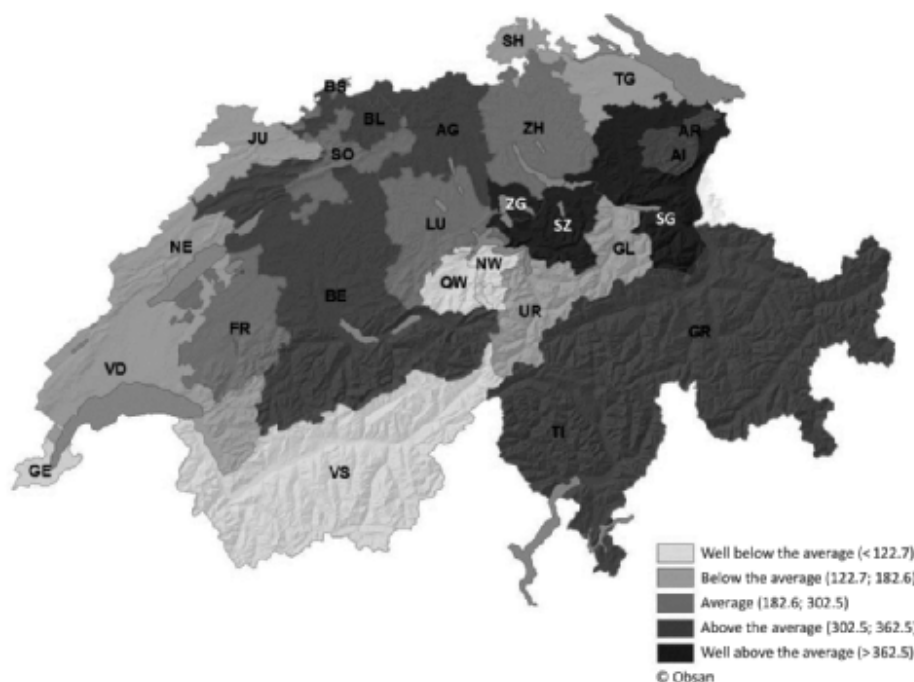 SH
BS
TG
BL
AG
ZH
AR
JU
SO
AI
ZG
SZ
SG
LU
NE
NW
GL
OW
BE
UR
FR
GR
VD
TI
GE
VS
Well below the average (<122.7)
Below the average (122.7; 182.6)
Average (182.6; 302.5)
Above the average (302.5; 362.5)
Well above the average (>362.5)
© Obsan